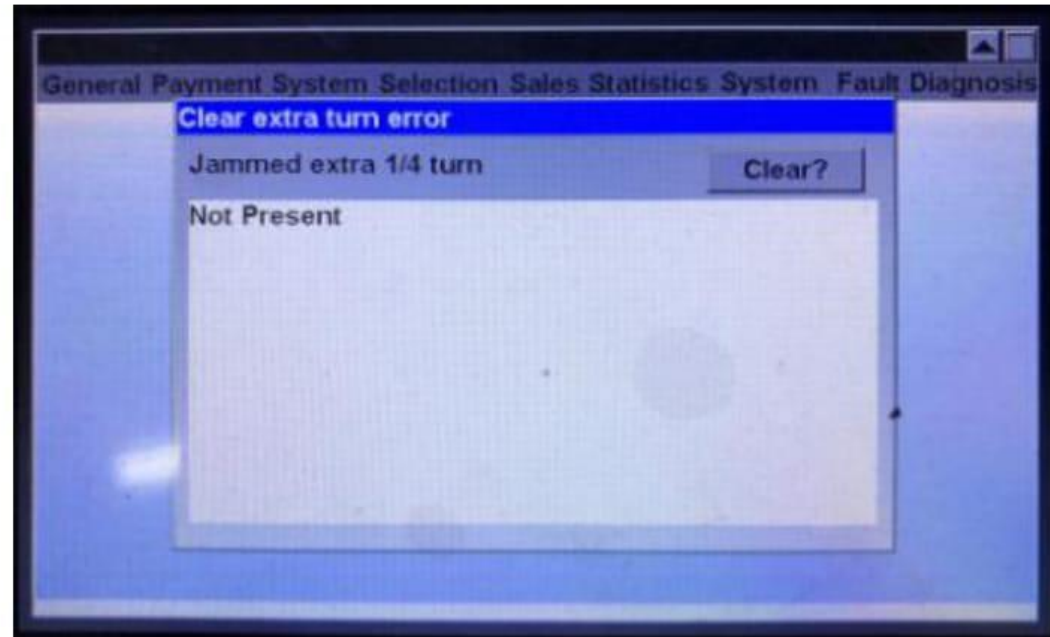 General Payment System Selection Sales Statistics System Fault Diagnosis
Clear extra turn error
Jammed extra 1/4 turn
Clear?
Not Present